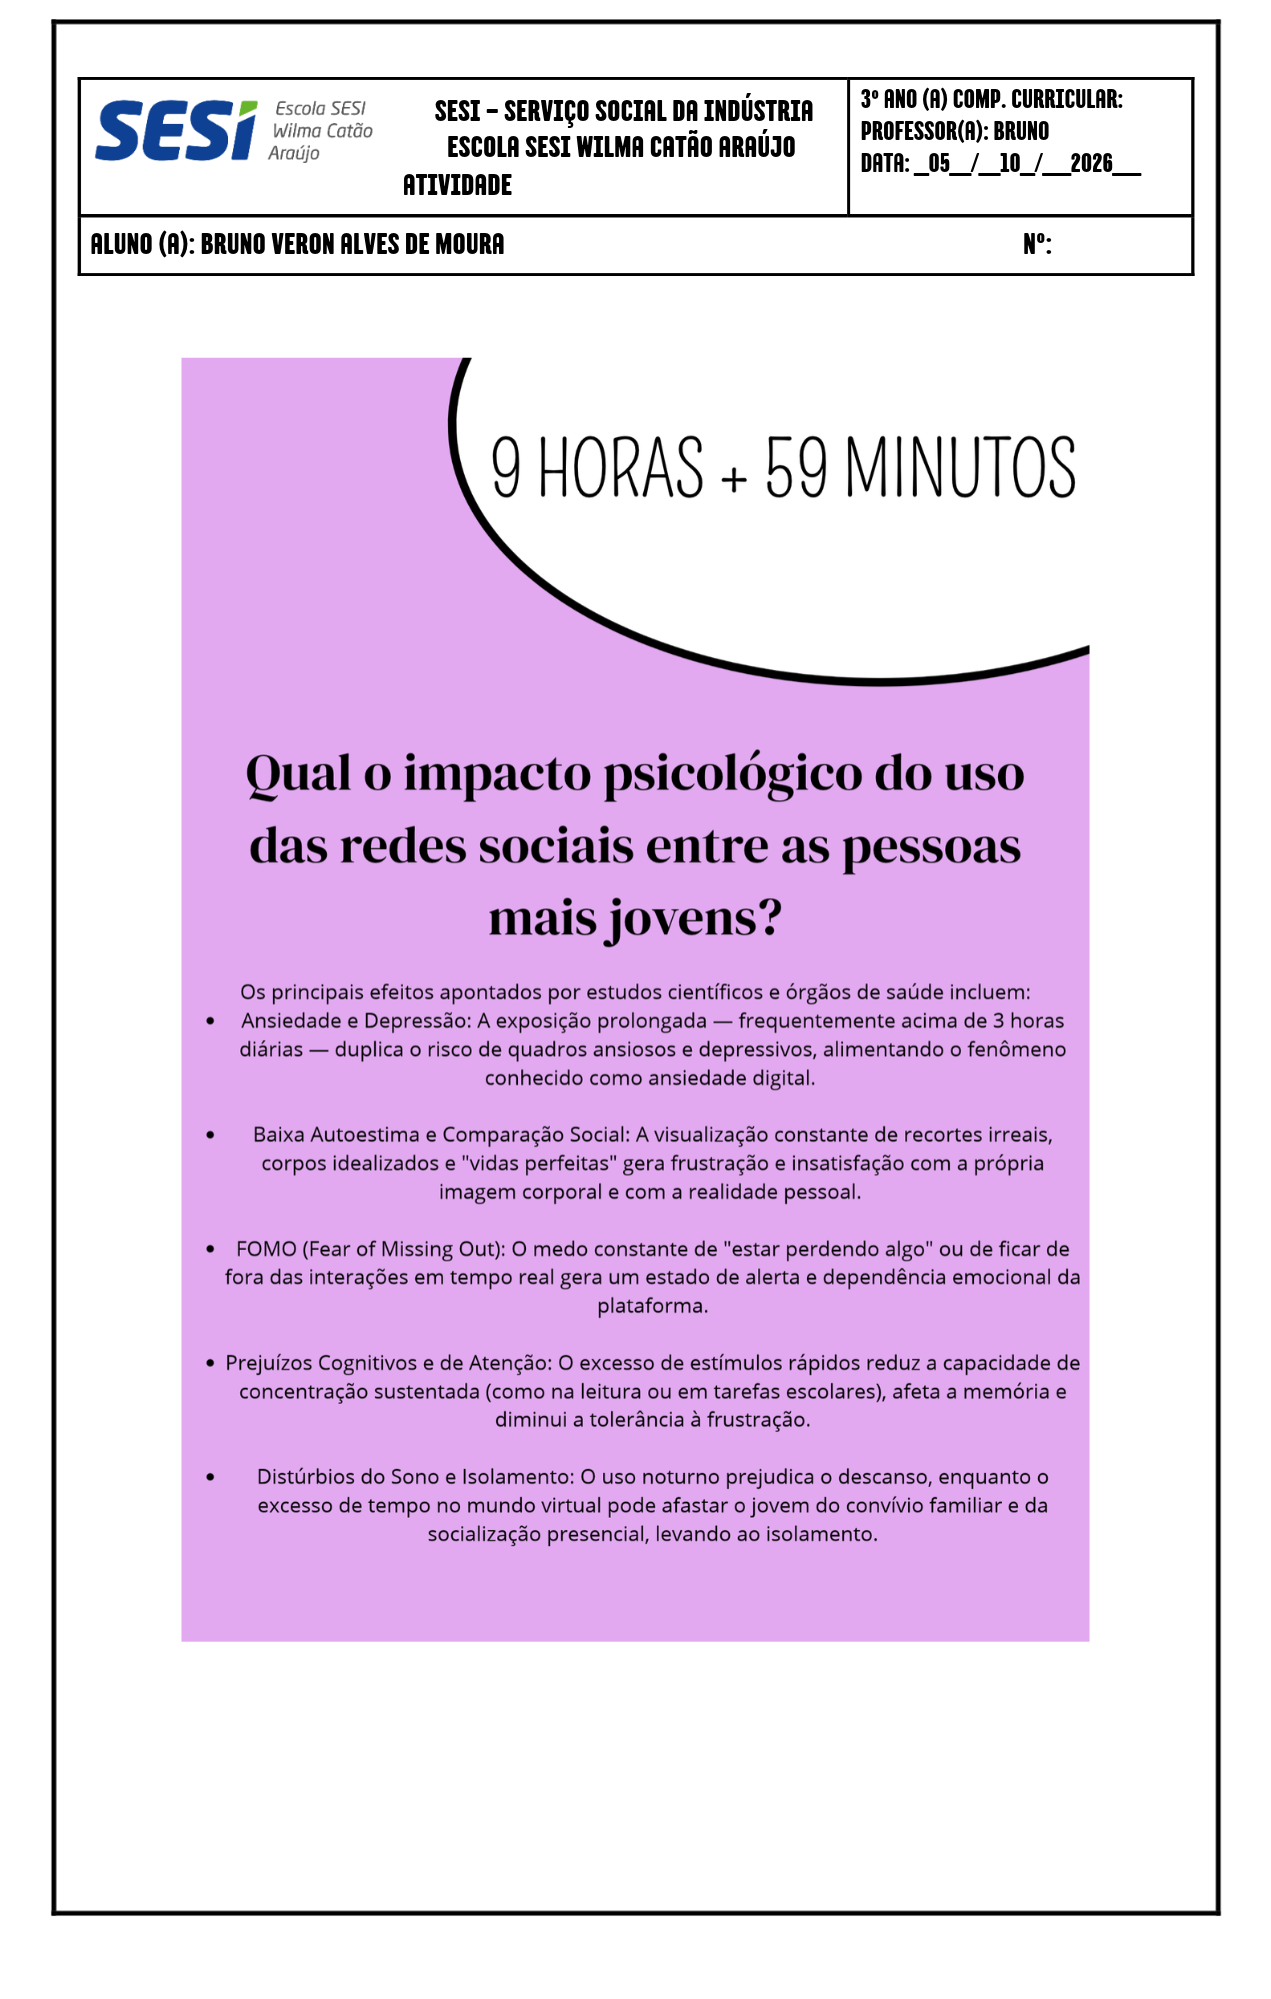 SESI
Escola SESI
Wilma Catão
Araújo
SESI – SERVIÇO SOCIAL DA INDÚSTRIA
ESCOLA SESI WILMA CATÃO ARAÚJO
ATIVIDADE
3º ANO (A) COMP. CURRICULAR:
PROFESSOR(A): BRUNO
DATA: _05__/__10_/___2026___
ALUNO (A): BRUNO VERON ALVES DE MOURA Nº:
9 HORAS + 59 MINUTOS
Qual o impacto psicológico do uso
das redes sociais entre as pessoas
mais jovens?
Os principais efeitos apontados por estudos científicos e órgãos de saúde incluem:
• Ansiedade e Depressão: A exposição prolongada — frequentemente acima de 3 horas
diárias — duplica o risco de quadros ansiosos e depressivos, alimentando o fenômeno
conhecido como ansiedade digital.
• Baixa Autoestima e Comparação Social: A visualização constante de recortes irreais,
corpos idealizados e "vidas perfeitas" gera frustração e insatisfação com a própria
imagem corporal e com a realidade pessoal.
• FOMO (Fear of Missing Out): O medo constante de "estar perdendo algo" ou de ficar de
fora das interações em tempo real gera um estado de alerta e dependência emocional da
plataforma.
• Prejuízos Cognitivos e de Atenção: O excesso de estímulos rápidos reduz a capacidade de
concentração sustentada (como na leitura ou em tarefas escolares), afeta a memória e
diminui a tolerância à frustração.
• Distúrbios do Sono e Isolamento: O uso noturno prejudica o descanso, enquanto o
excesso de tempo no mundo virtual pode afastar o jovem do convívio familiar e da
socialização presencial, levando ao isolamento.